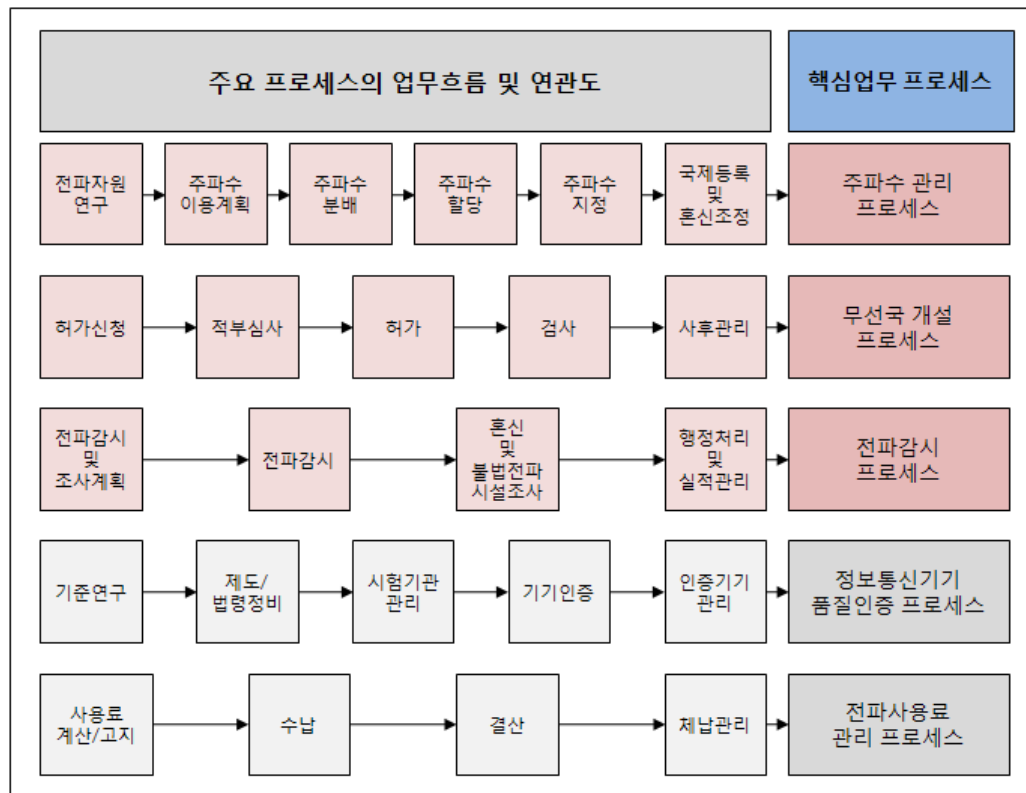 주요 프로세스의 업무흐름 및 연관도
핵심업무 프로세스
전파자원
연구
주파수
이용계획
주파수
분배
주파수
할당
주파수
지정
국제등록
및
혼신조정
주파수 관리
프로세스
허가신청
적부심사
허가
검사
사후관리
무선국 개설
프로세스
전파감시
및
조사계획
전파감시
혼신
및
불법전파
시설조사
행정처리
및
실적관리
전파감시
프로세스
기준연구
제도/
법령정비
시험기관
관리
기기인증
인증기기
관리
정보통신기기
품질인증 프로세스
사용료
계산/고지
수납
결산
체납관리
전파사용료
관리 프로세스